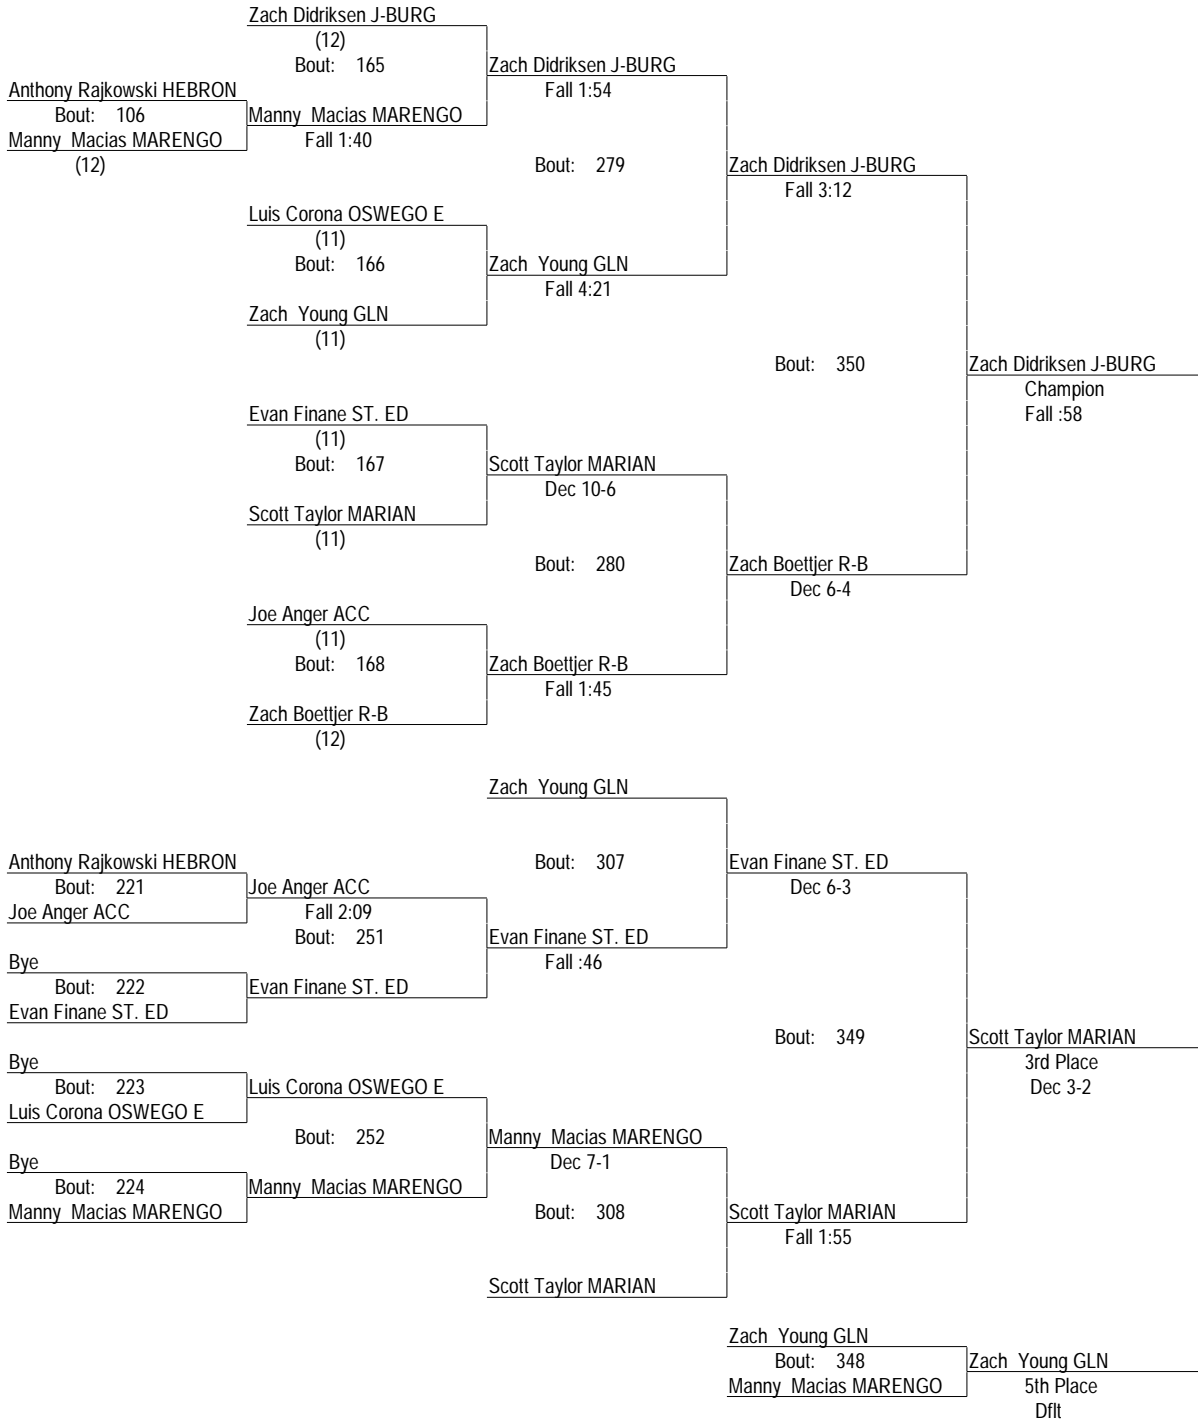 Zach Didriksen J-BURG
(12)
Bout: 165
Zach Didriksen J-BURG
Anthony Rajkowski HEBRON
Fall 1:54
Bout: 106
Manny Macias MARENGO
Manny Macias MARENGO
Fall 1:40
(12)
Bout: 279
Zach Didriksen J-BURG
Fall 3:12
Luis Corona OSWEGO E
(11)
Bout: 166
Zach Young GLN
Fall 4:21
Zach Young GLN
(11)
Bout: 350
Zach Didriksen J-BURG
Champion
Fall :58
Evan Finane ST. ED
(11)
Bout: 167
Scott Taylor MARIAN
Dec 10-6
Scott Taylor MARIAN
(11)
Bout: 280
Zach Boettjer R-B
Dec 6-4
Joe Anger ACC
(11)
Bout: 168
Zach Boettjer R-B
Fall 1:45
Zach Boettjer R-B
(12)
Zach Young GLN
Anthony Rajkowski HEBRON
Bout: 307
Evan Finane ST. ED
Bout: 221
Joe Anger ACC
Dec 6-3
Joe Anger ACC
Fall 2:09
Bout: 251
Evan Finane ST. ED
Bye
Fall :46
Bout: 222
Evan Finane ST. ED
Evan Finane ST. ED
Bout: 349
Scott Taylor MARIAN
Bye
3rd Place
Bout: 223
Luis Corona OSWEGO E
Dec 3-2
Luis Corona OSWEGO E
Bout: 252
Manny Macias MARENGO
Bye
Dec 7-1
Bout: 224
Manny Macias MARENGO
Manny Macias MARENGO
Bout: 308
Scott Taylor MARIAN
Fall 1:55
Scott Taylor MARIAN
Zach Young GLN
Bout: 348
Zach Young GLN
Manny Macias MARENGO
5th Place
Dflt